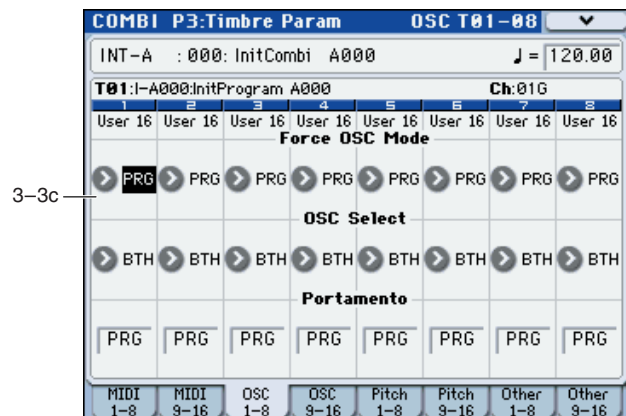 COMBI P3:Timbre Param OSC T01-08
INT-A :000: InitCombi A000 ♩= 120.00
T01:I-A000:InitProgram A000 Ch:01G
1 2 3 4 5 6 7 8
User 16 User 16 User 16 User 16 User 16 User 16 User 16 User 16
Force OSC Mode
3-3c
PRG PRG PRG PRG PRG PRG PRG PRG
OSC Select
BTH BTH BTH BTH BTH BTH BTH BTH
Portamento
PRG PRG PRG PRG PRG PRG PRG PRG
MIDI 1-8 MIDI 9-16 OSC 1-8 OSC 9-16 Pitch 1-8 Pitch 9-16 Other 1-8 Other 9-16